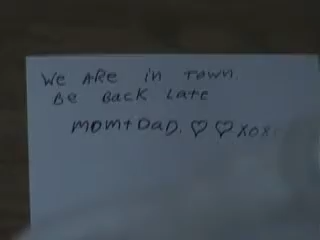 We are in town.
Be Back Late
mom+Dad. ♡ ♡ xox